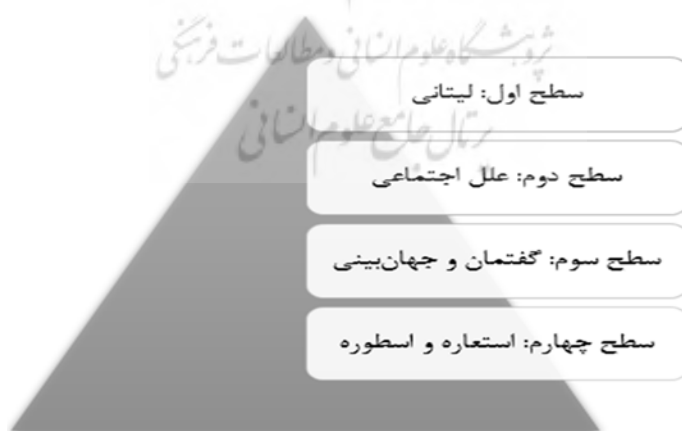 پژوهشگاه علوم انسانی و مطالعات فرهنگی
پرتال جامع علوم انسانی
سطح اول: لیتانی
سطح دوم: علل اجتماعی
سطح سوم: گفتمان و جهان‌بینی
سطح چهارم: استعاره و اسطوره